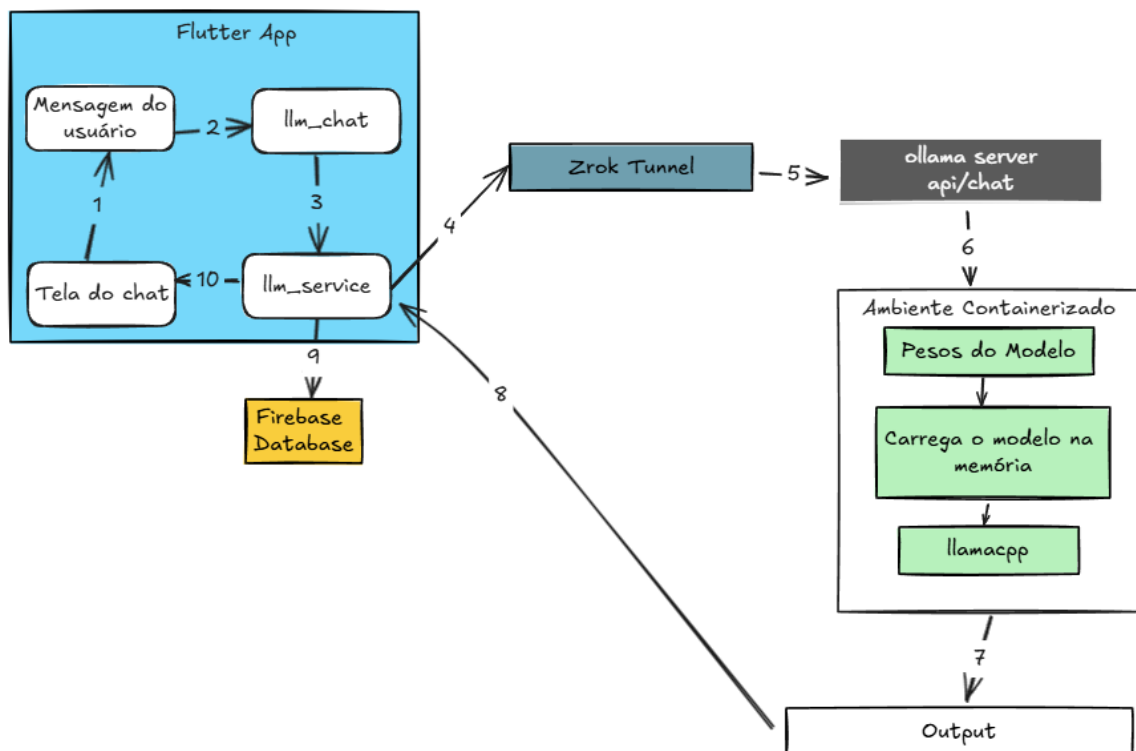 Flutter App
Mensagem do
usuário
2
llm_chat
1
3
Tela do chat
10
llm_service
4
Zrok Tunnel
5
ollama server
api/chat
6
Ambiente Containerizado
Pesos do Modelo
Carrega o modelo na
memória
llamacpp
7
Output
8
9
Firebase
Database